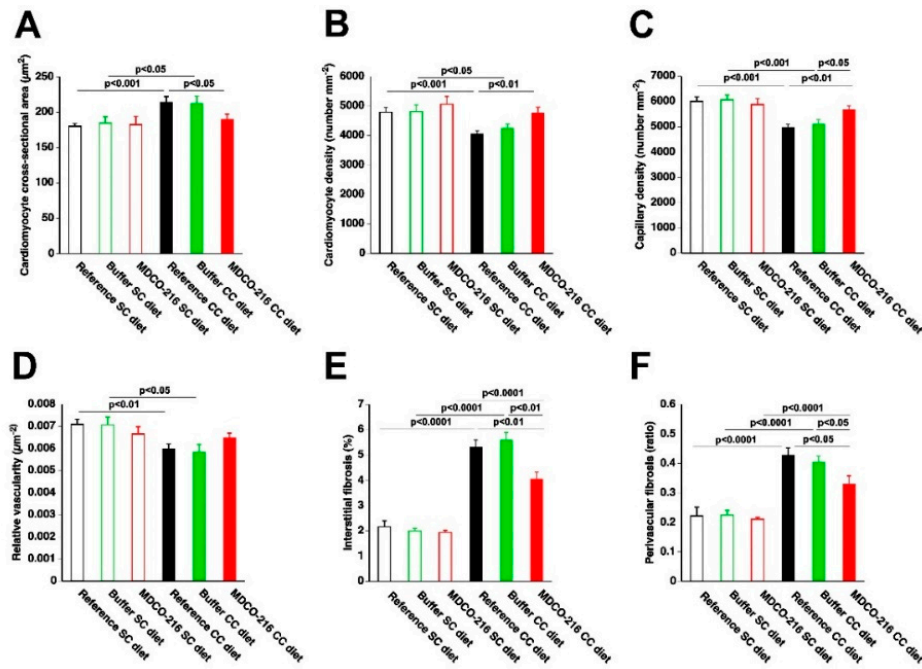 A
Cardiomyocyte cross-sectional area (μm²)
250
200
150
100
50
0
p<0.05
p<0.001
p<0.05
Reference SC diet
Buffer SC diet
MDCO-216 SC diet
Reference CC diet
Buffer CC diet
MDCO-216 CC diet
B
Cardiomyocyte density (number mm⁻²)
6000
5000
4000
3000
2000
1000
0
p<0.05
p<0.001
p<0.01
Reference SC diet
Buffer SC diet
MDCO-216 SC diet
Reference CC diet
Buffer CC diet
MDCO-216 CC diet
C
Capillary density (number mm⁻²)
7000
6000
5000
4000
3000
2000
1000
0
p<0.001
p<0.05
p<0.001
p<0.01
Reference SC diet
Buffer SC diet
MDCO-216 SC diet
Reference CC diet
Buffer CC diet
MDCO-216 CC diet
D
Relative vascularity (μm⁻²)
0.008
0.007
0.006
0.005
0.004
0.003
0.002
0.001
0
p<0.05
p<0.01
Reference SC diet
Buffer SC diet
MDCO-216 SC diet
Reference CC diet
Buffer CC diet
MDCO-216 CC diet
E
Interstitial fibrosis (%)
7
6
5
4
3
2
1
0
p<0.0001
p<0.0001
p<0.01
p<0.0001
p<0.01
Reference SC diet
Buffer SC diet
MDCO-216 SC diet
Reference CC diet
Buffer CC diet
MDCO-216 CC diet
F
Perivascular fibrosis (ratio)
0.6
0.5
0.4
0.3
0.2
0.1
0
p<0.0001
p<0.0001
p<0.05
p<0.0001
p<0.05
Reference SC diet
Buffer SC diet
MDCO-216 SC diet
Reference CC diet
Buffer CC diet
MDCO-216 CC diet